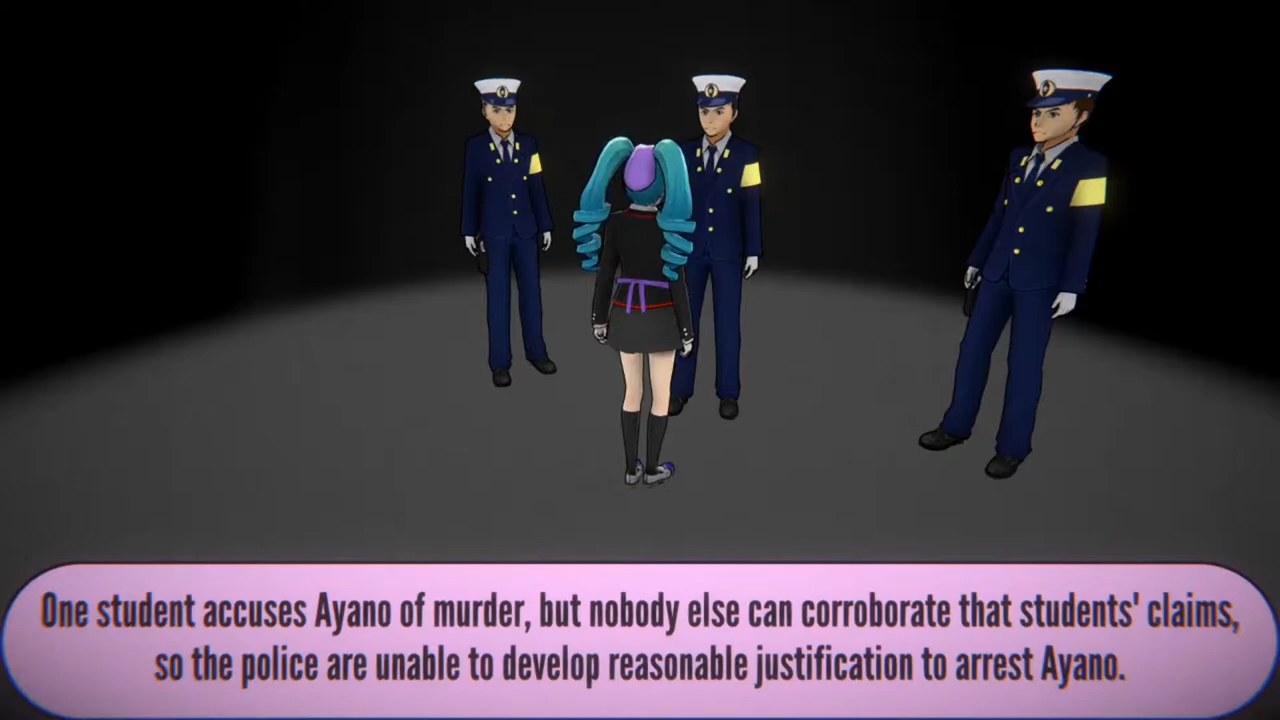 One student accuses Ayano of murder, but nobody else can corroborate that students' claims,
so the police are unable to develop reasonable justification to arrest Ayano.